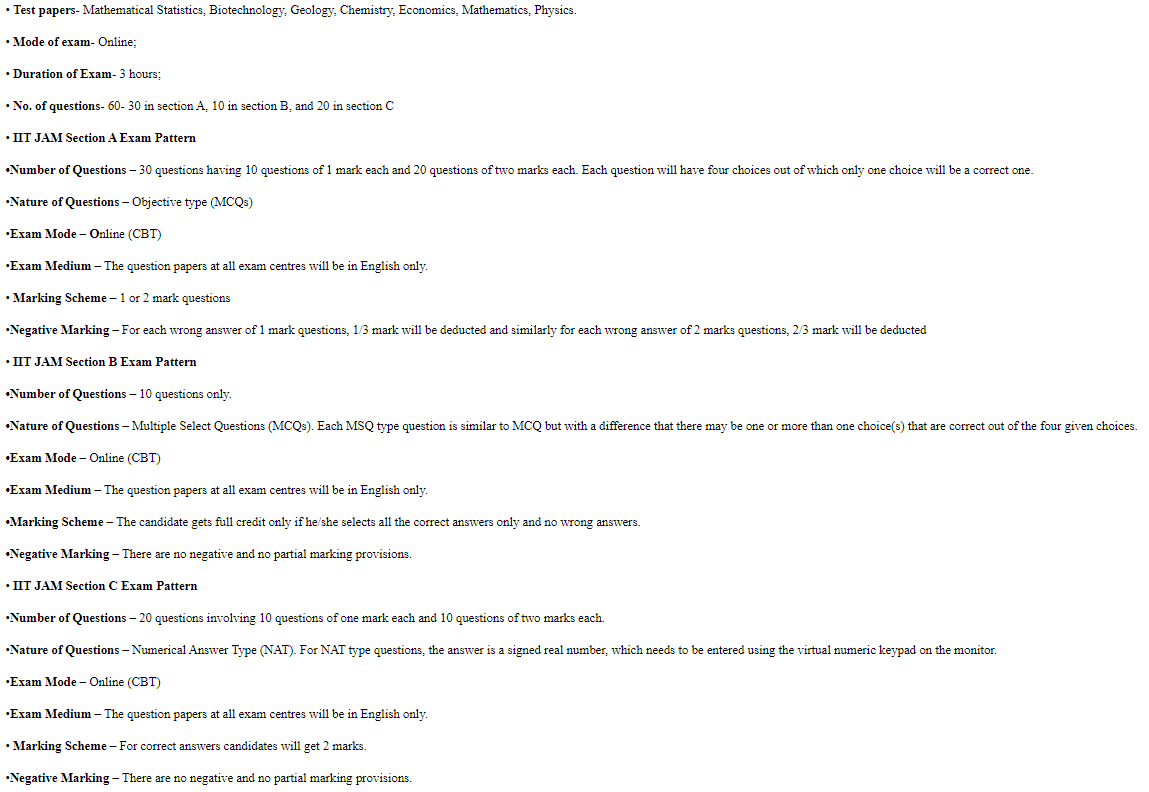 • Test papers- Mathematical Statistics, Biotechnology, Geology, Chemistry, Economics, Mathematics, Physics.
• Mode of exam- Online;
• Duration of Exam- 3 hours;
• No. of questions- 60- 30 in section A, 10 in section B, and 20 in section C
• IIT JAM Section A Exam Pattern
•Number of Questions – 30 questions having 10 questions of 1 mark each and 20 questions of two marks each. Each question will have four choices out of which only one choice will be a correct one.
•Nature of Questions – Objective type (MCQs)
•Exam Mode – Online (CBT)
•Exam Medium – The question papers at all exam centres will be in English only.
• Marking Scheme – 1 or 2 mark questions
•Negative Marking – For each wrong answer of 1 mark questions, 1/3 mark will be deducted and similarly for each wrong answer of 2 marks questions, 2/3 mark will be deducted
• IIT JAM Section B Exam Pattern
•Number of Questions – 10 questions only.
•Nature of Questions – Multiple Select Questions (MCQs). Each MSQ type question is similar to MCQ but with a difference that there may be one or more than one choice(s) that are correct out of the four given choices.
•Exam Mode – Online (CBT)
•Exam Medium – The question papers at all exam centres will be in English only.
•Marking Scheme – The candidate gets full credit only if he/she selects all the correct answers only and no wrong answers.
•Negative Marking – There are no negative and no partial marking provisions.
• IIT JAM Section C Exam Pattern
•Number of Questions – 20 questions involving 10 questions of one mark each and 10 questions of two marks each.
•Nature of Questions – Numerical Answer Type (NAT). For NAT type questions, the answer is a signed real number, which needs to be entered using the virtual numeric keypad on the monitor.
•Exam Mode – Online (CBT)
•Exam Medium – The question papers at all exam centres will be in English only.
• Marking Scheme – For correct answers candidates will get 2 marks.
•Negative Marking – There are no negative and no partial marking provisions.